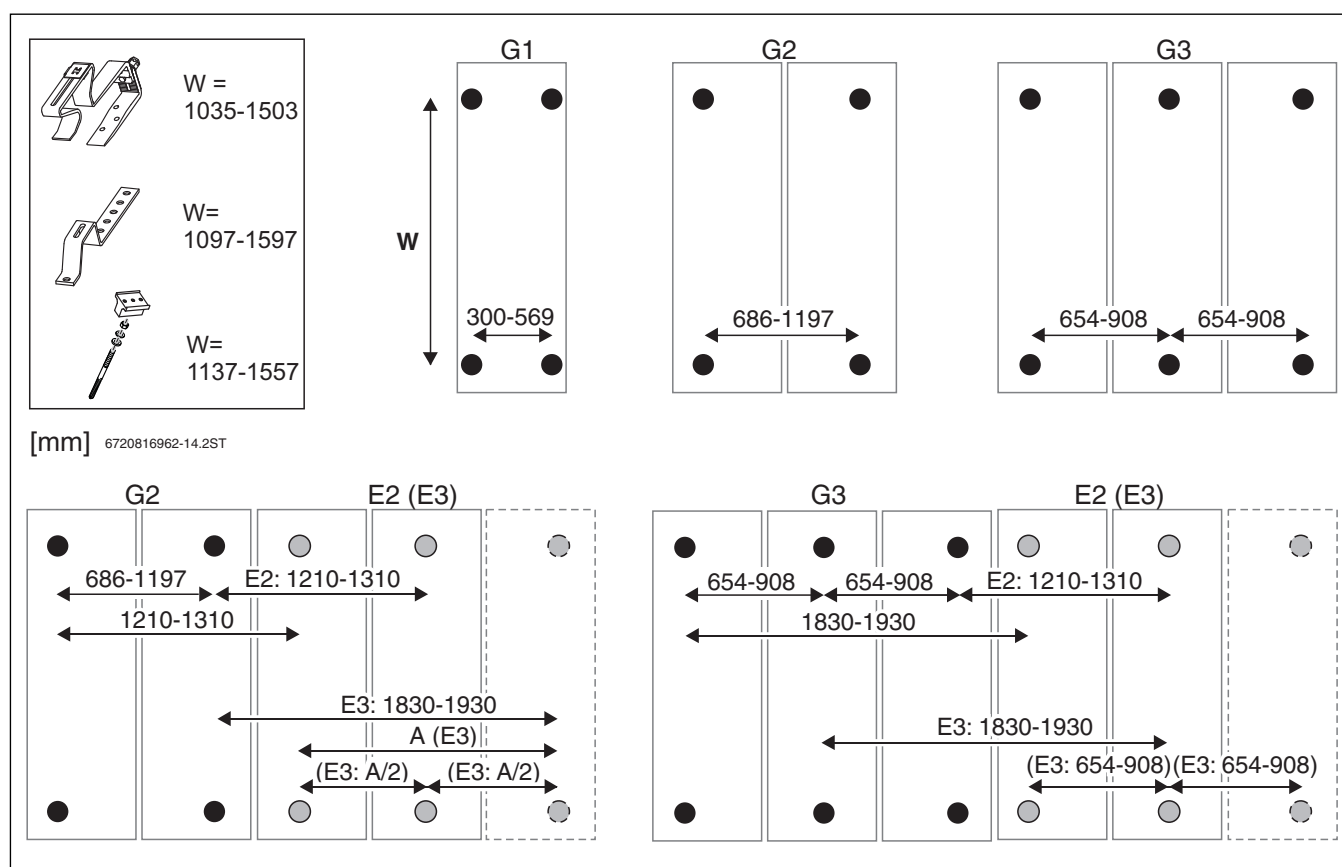 W =
1035-1503
W=
1097-1597
W=
1137-1557
G1
G2
G3
W
300-569
686-1197
654-908
654-908
[mm]
6720816962-14.2ST
G2
E2 (E3)
686-1197
E2: 1210-1310
1210-1310
E3: 1830-1930
A (E3)
(E3: A/2)
(E3: A/2)
G3
E2 (E3)
654-908
654-908
E2: 1210-1310
1830-1930
E3: 1830-1930
(E3: 654-908)
(E3: 654-908)